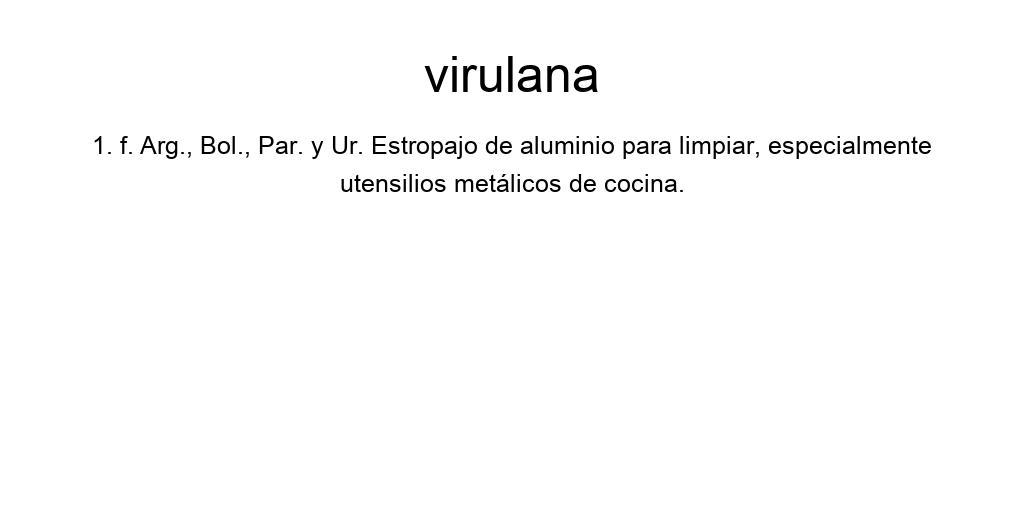 virulana
1. f. Arg., Bol., Par. y Ur. Estropajo de aluminio para limpiar, especialmente
utensilios metálicos de cocina.